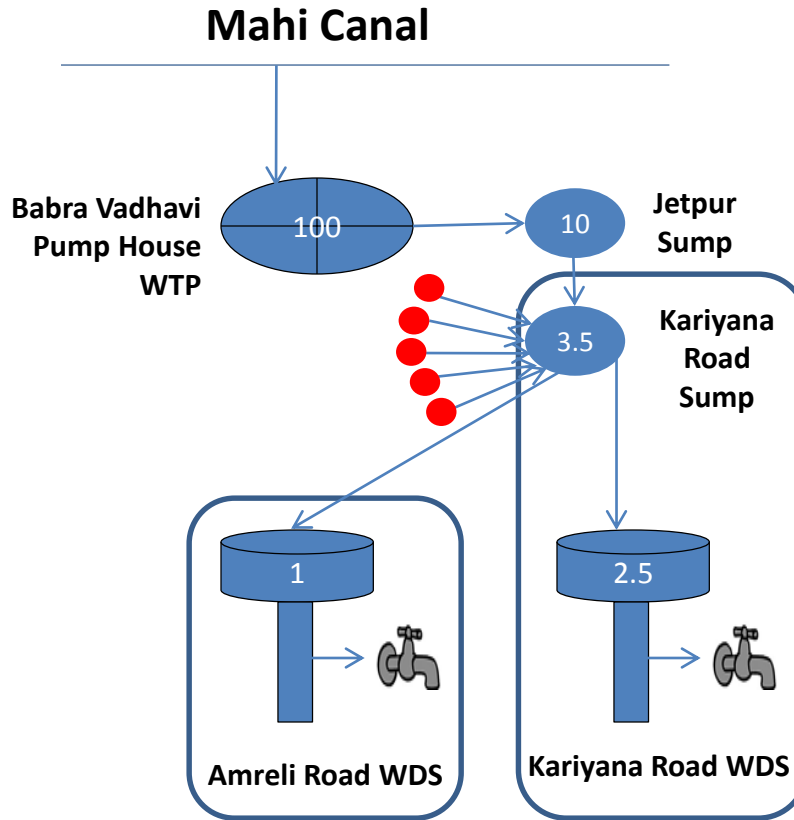 Mahi Canal
Babra Vadhavi
Pump House
WTP
100
10
Jetpur
Sump
3.5
Kariyana
Road
Sump
1
2.5
Amreli Road WDS
Kariyana Road WDS